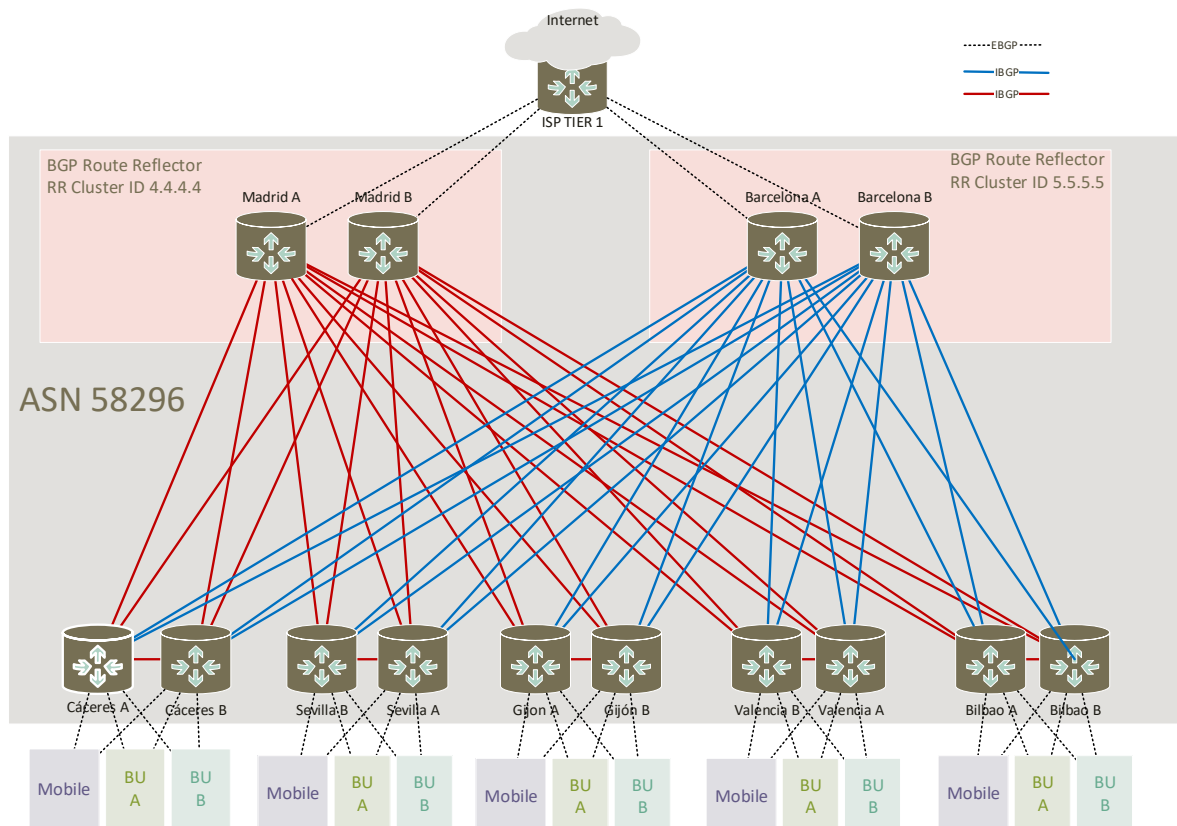 Internet
EBGP
IBGP
IBGP
ISP TIER 1
BGP Route Reflector
RR Cluster ID 4.4.4.4
BGP Route Reflector
RR Cluster ID 5.5.5.5
Madrid A
Madrid B
Barcelona A
Barcelona B
ASN 58296
Cáceres A
Cáceres B
Sevilla B
Sevilla A
Gijon A
Gijón B
Valencia B
Valencia A
Bilbao A
Bilbao B
Mobile
BU
A
BU
B
Mobile
BU
A
BU
B
Mobile
BU
A
BU
B
Mobile
BU
A
BU
B
Mobile
BU
A
BU
B